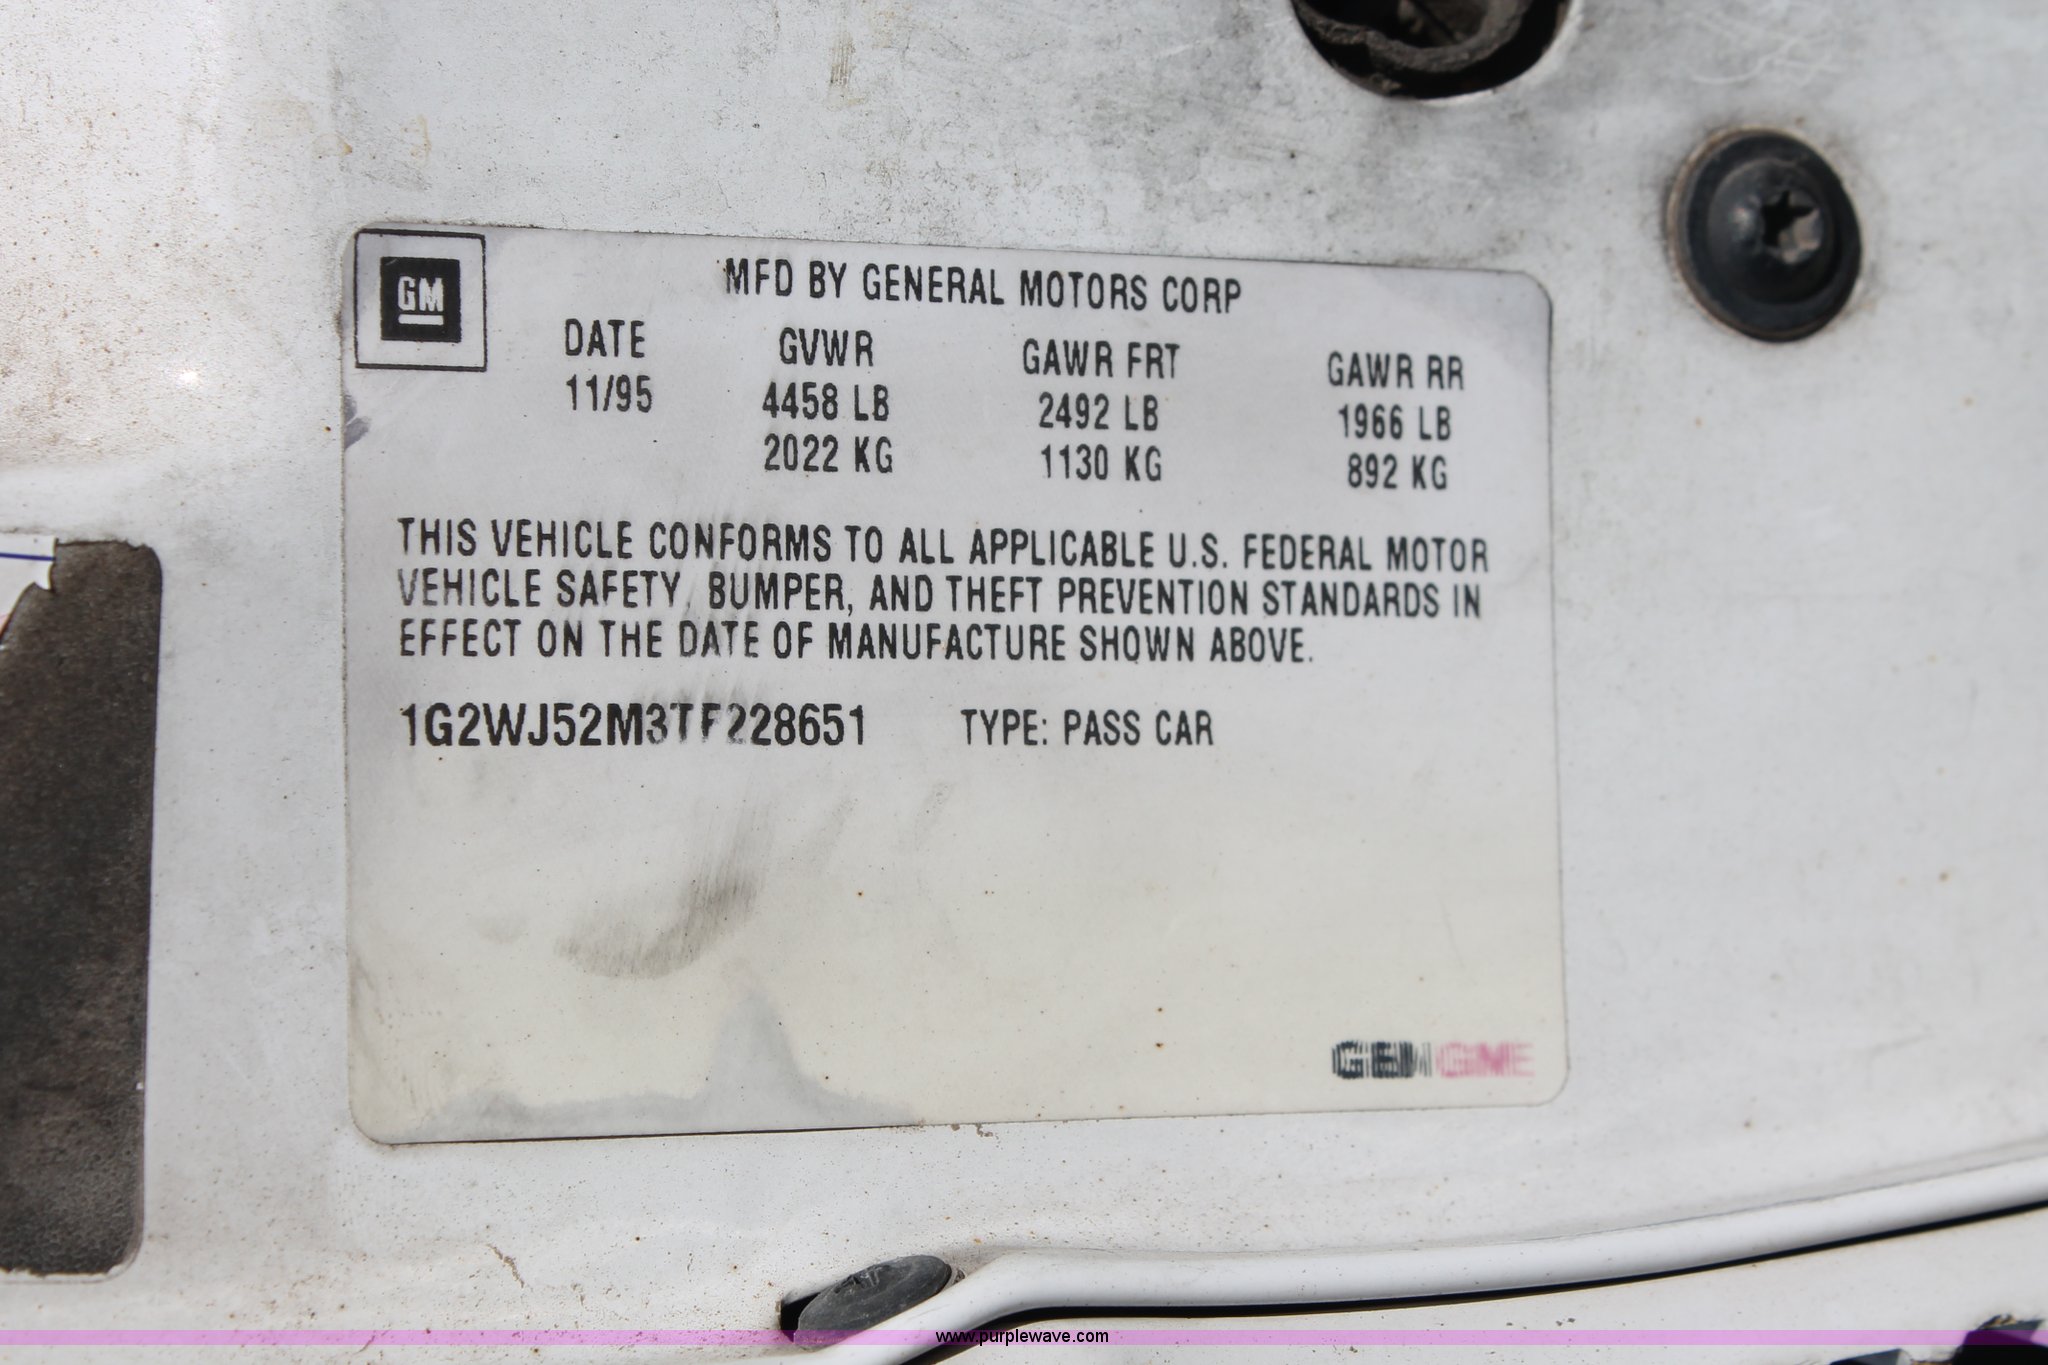 GM
MFD BY GENERAL MOTORS CORP
DATE GVWR GAWR FRT GAWR RR
11/95 4458 LB 2492 LB 1966 LB
2022 KG 1130 KG 892 KG
THIS VEHICLE CONFORMS TO ALL APPLICABLE U.S. FEDERAL MOTOR
VEHICLE SAFETY, BUMPER, AND THEFT PREVENTION STANDARDS IN
EFFECT ON THE DATE OF MANUFACTURE SHOWN ABOVE.
1G2WJ52M3TF228651 TYPE: PASS CAR
www.purplewave.com